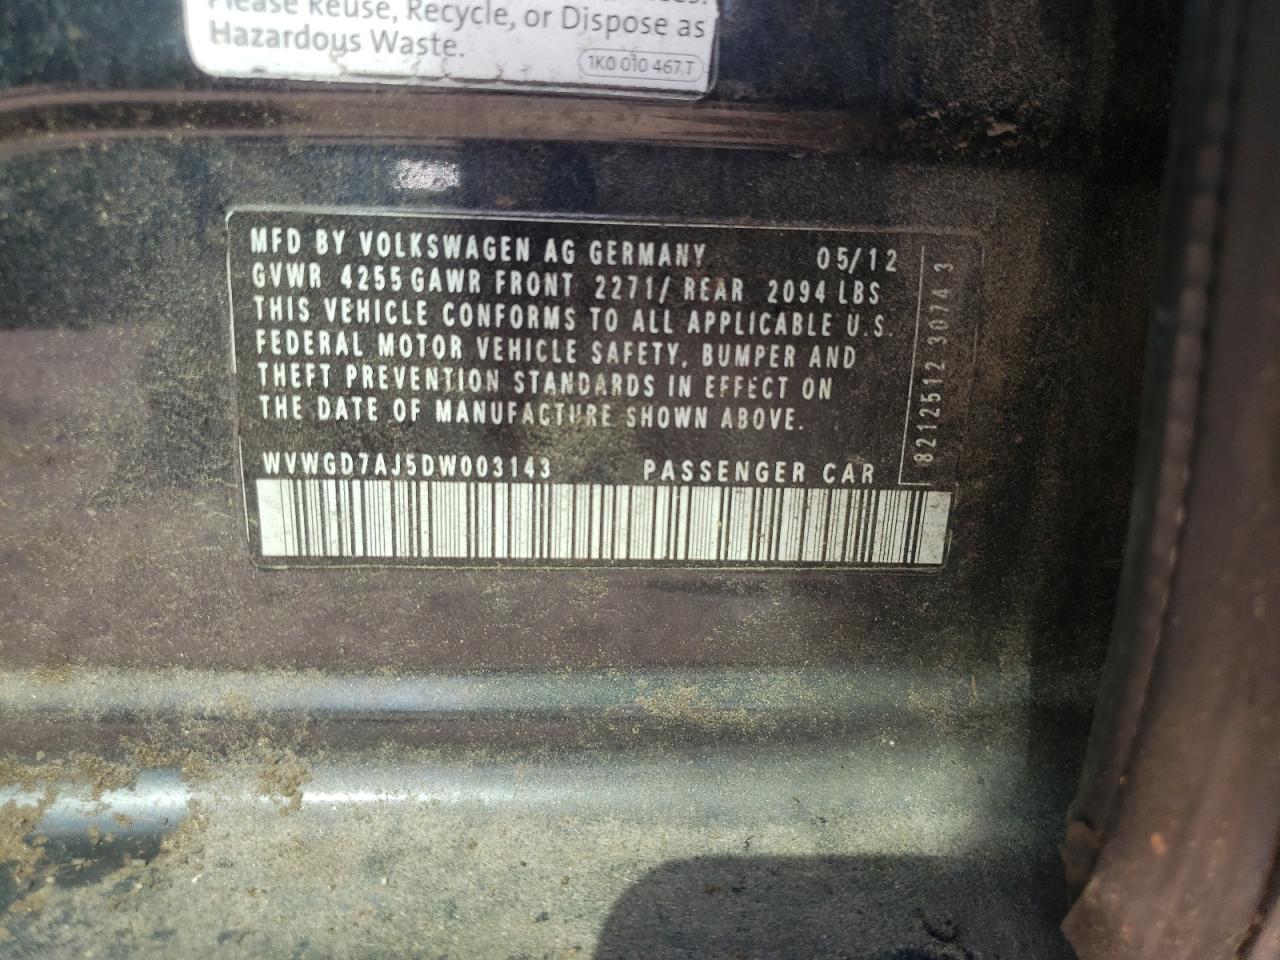 Please Reuse, Recycle, or Dispose as
Hazardous Waste.
1K0 010 467.T
MFD BY VOLKSWAGEN AG GERMANY 05/12
GVWR 4255 GAWR FRONT 2271/ REAR 2094 LBS
THIS VEHICLE CONFORMS TO ALL APPLICABLE U.S.
FEDERAL MOTOR VEHICLE SAFETY, BUMPER AND
THEFT PREVENTION STANDARDS IN EFFECT ON
THE DATE OF MANUFACTURE SHOWN ABOVE.
WVWGD7AJ5DW003143 PASSENGER CAR
8212512 3074 3